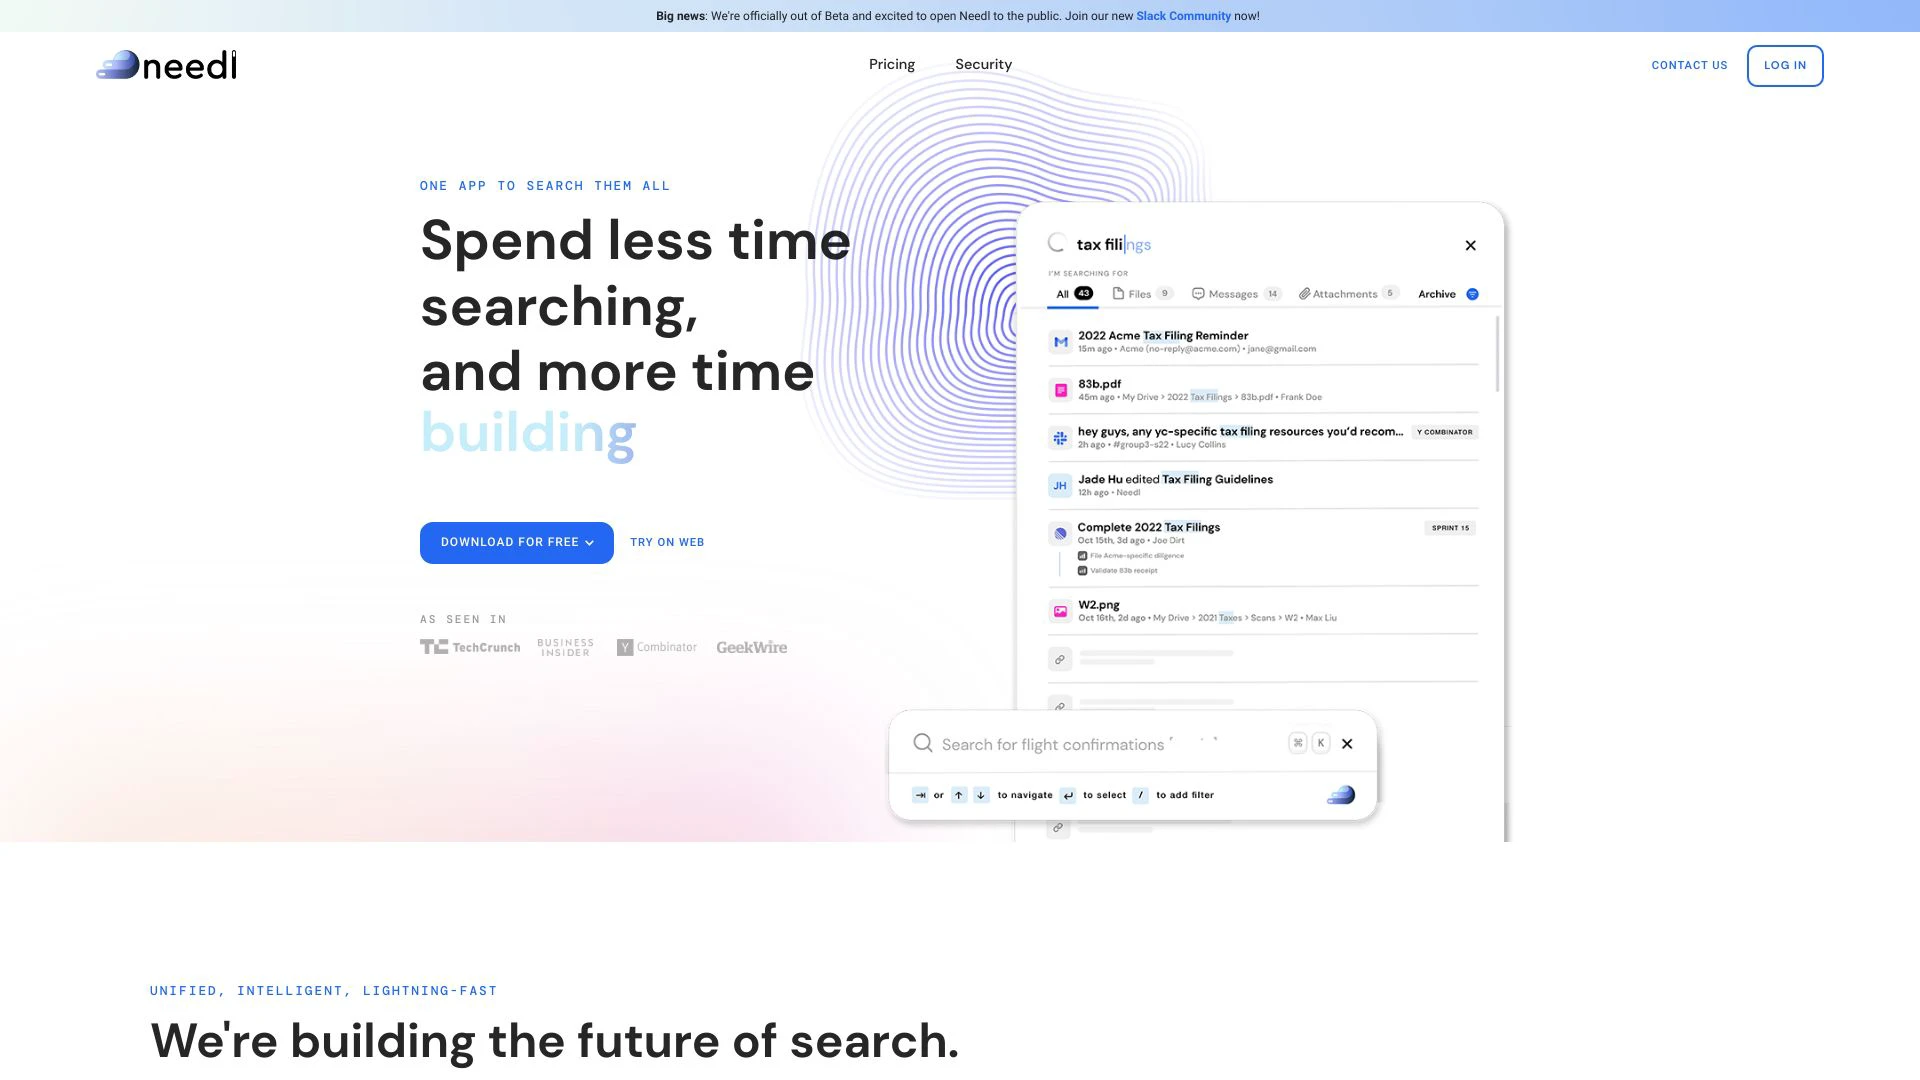 Big news: We're officially out of Beta and excited to open Needl to the public. Join our new Slack Community now!
needl
Pricing
Security
CONTACT US
LOG IN
ONE APP TO SEARCH THEM ALL
Spend less time
searching,
and more time
building
DOWNLOAD FOR FREE
TRY ON WEB
AS SEEN IN
TC TechCrunch
BUSINESS
INSIDER
Y Combinator
GeekWire
tax filings
I'M SEARCHING FOR
All 43
Files 9
Messages 14
Attachments 5
Archive
2022 Acme Tax Filing Reminder
15m ago • Acme (no-reply@acme.com) • jane@gmail.com
83b.pdf
45m ago • My Drive > 2022 Tax Filings > 83b.pdf • Frank Doe
hey guys, any yc-specific tax filing resources you'd recom...
Y COMBINATOR
2h ago • #group3-s22 • Lucy Collins
JH
Jade Hu edited Tax Filing Guidelines
12h ago • Needl
Complete 2022 Tax Filings
SPRINT 15
Oct 15th, 3d ago • Joe Dirt
File Acme-specific diligence
Validate 83b receipt
W2.png
Oct 16th, 2d ago • My Drive > 2021 Taxes > Scans > W2 • Max Liu
Search for flight confirmations
⌘ K
⇥ or ↑ ↓ to navigate ↵ to select / to add filter
UNIFIED, INTELLIGENT, LIGHTNING-FAST
We're building the future of search.